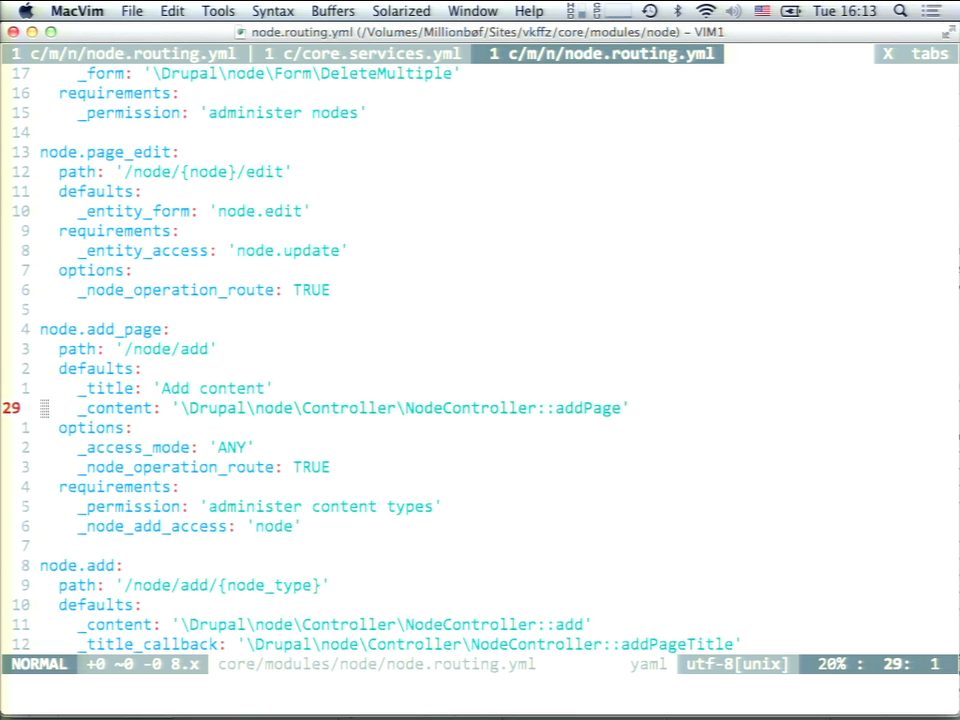 MacVim File Edit Tools Syntax Buffers Solarized Window Help Tue 16:13
node.routing.yml (/Volumes/Millionbøf/Sites/vkffz/core/modules/node) – VIM1
1 c/m/n/node.routing.yml | 1 c/core.services.yml 1 c/m/n/node.routing.yml X tabs
17 _form: '\Drupal\node\Form\DeleteMultiple'
16 requirements:
15 _permission: 'administer nodes'
14
13 node.page_edit:
12 path: '/node/{node}/edit'
11 defaults:
10 _entity_form: 'node.edit'
9 requirements:
8 _entity_access: 'node.update'
7 options:
6 _node_operation_route: TRUE
5
4 node.add_page:
3 path: '/node/add'
2 defaults:
1 _title: 'Add content'
29 _content: '\Drupal\node\Controller\NodeController::addPage'
1 options:
2 _access_mode: 'ANY'
3 _node_operation_route: TRUE
4 requirements:
5 _permission: 'administer content types'
6 _node_add_access: 'node'
7
8 node.add:
9 path: '/node/add/{node_type}'
10 defaults:
11 _content: '\Drupal\node\Controller\NodeController::add'
12 _title_callback: '\Drupal\node\Controller\NodeController::addPageTitle'
NORMAL +0 ~0 -0 8.x core/modules/node/node.routing.yml yaml utf-8[unix] 20% : 29: 1